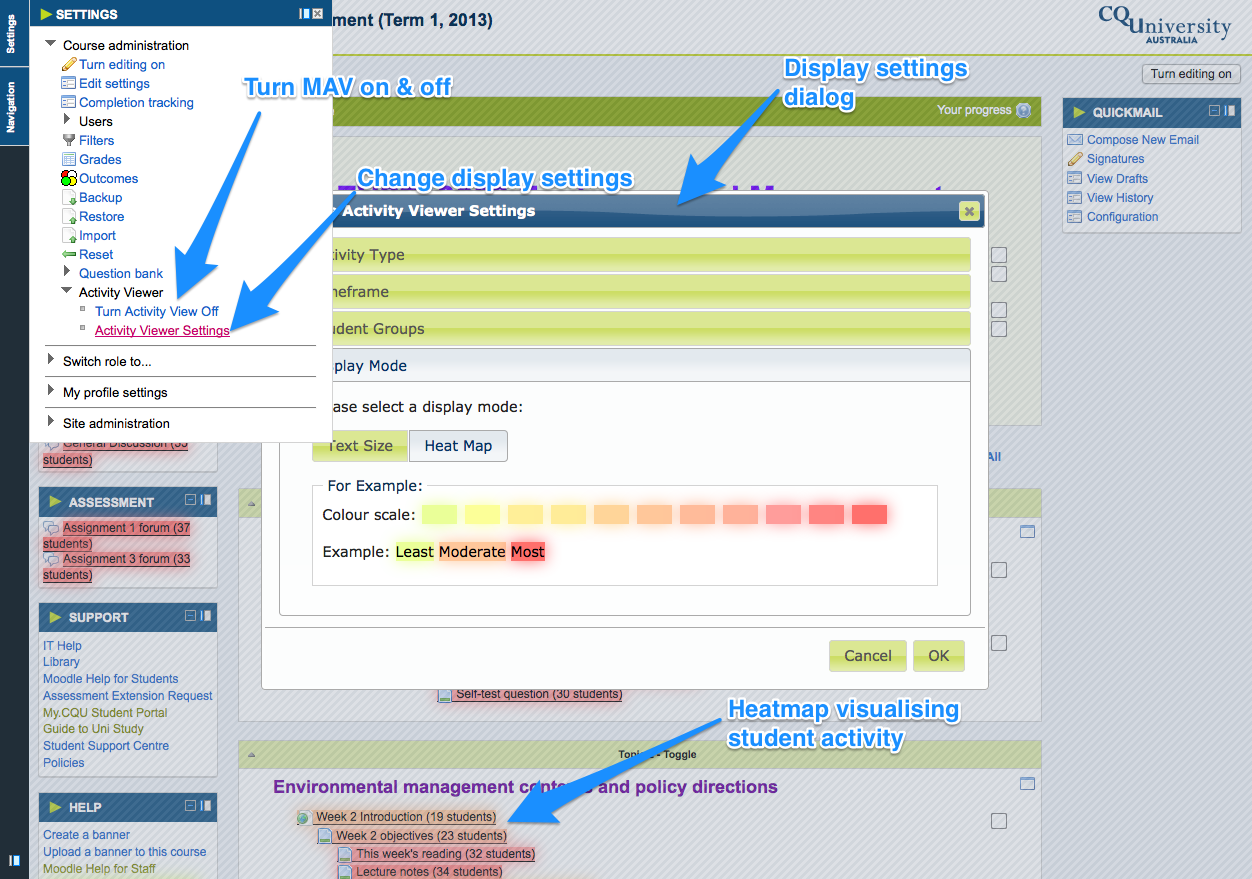 Settings
Navigation
SETTINGS
ment (Term 1, 2013)
CQUniversity
AUSTRALIA
Course administration
Turn editing on
Edit settings
Completion tracking
Users
Filters
Grades
Outcomes
Backup
Restore
Import
Reset
Question bank
Activity Viewer
Turn Activity View Off
Activity Viewer Settings
Switch role to...
My profile settings
Site administration
Turn MAV on & off
Change display settings
Display settings
dialog
Turn editing on
Your progress
QUICKMAIL
Compose New Email
Signatures
View Drafts
View History
Configuration
Activity Viewer Settings
ivity Type
neframe
udent Groups
play Mode
ase select a display mode:
Text Size
Heat Map
For Example:
Colour scale:
Example: Least Moderate Most
Cancel
OK
All
General Discussion (35
students)
ASSESSMENT
Assignment 1 forum (37
students)
Assignment 3 forum (33
students)
SUPPORT
IT Help
Library
Moodle Help for Students
Assessment Extension Request
My.CQU Student Portal
Guide to Uni Study
Student Support Centre
Policies
HELP
Create a banner
Upload a banner to this course
Moodle Help for Staff
Self-test question (30 students)
Heatmap visualising
student activity
Toggle
Environmental management and policy directions
Week 2 Introduction (19 students)
Week 2 objectives (23 students)
This week's reading (32 students)
Lecture notes (34 students)